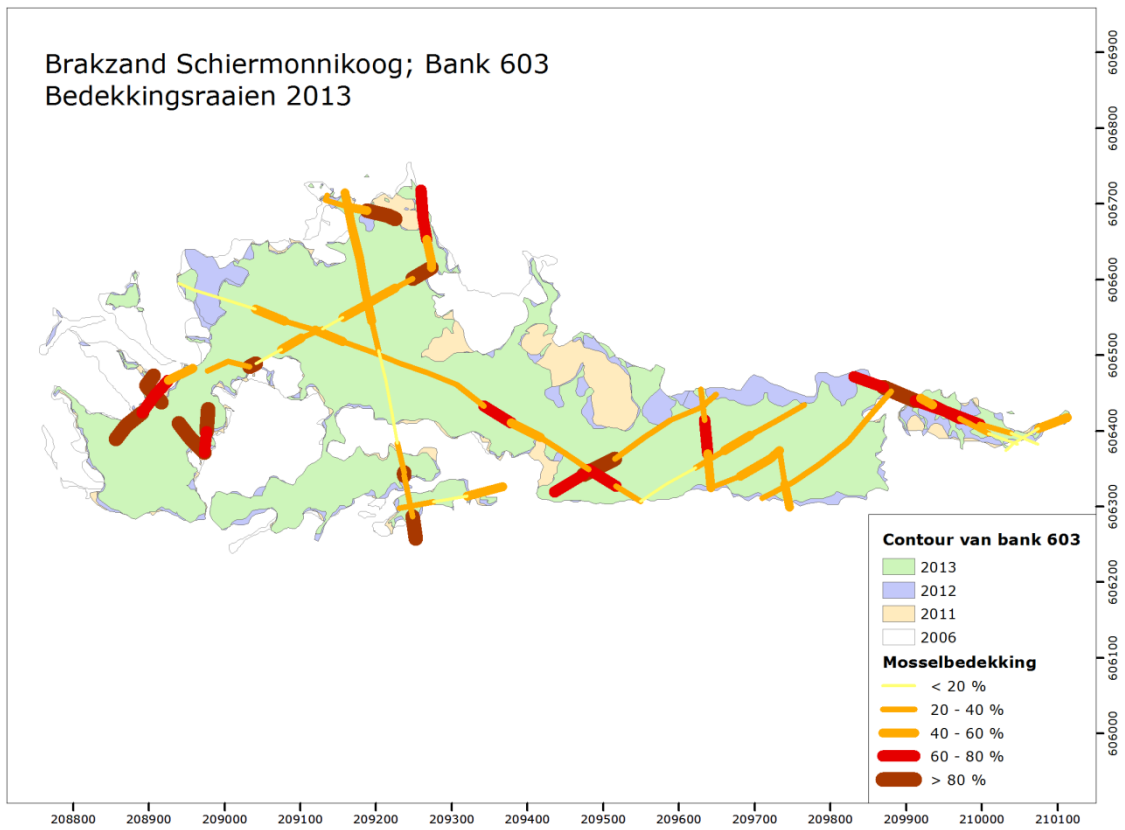 Brakzand Schiermonnikoog; Bank 603
Bedekkingsraaien 2013
606900
606800
606700
606600
606500
606400
606300
606200
606100
606000
Contour van bank 603
2013
2012
2011
2006
Mosselbedekking
< 20 %
20 - 40 %
40 - 60 %
60 - 80 %
> 80 %
208800 208900 209000 209100 209200 209300 209400 209500 209600 209700 209800 209900 210000 210100